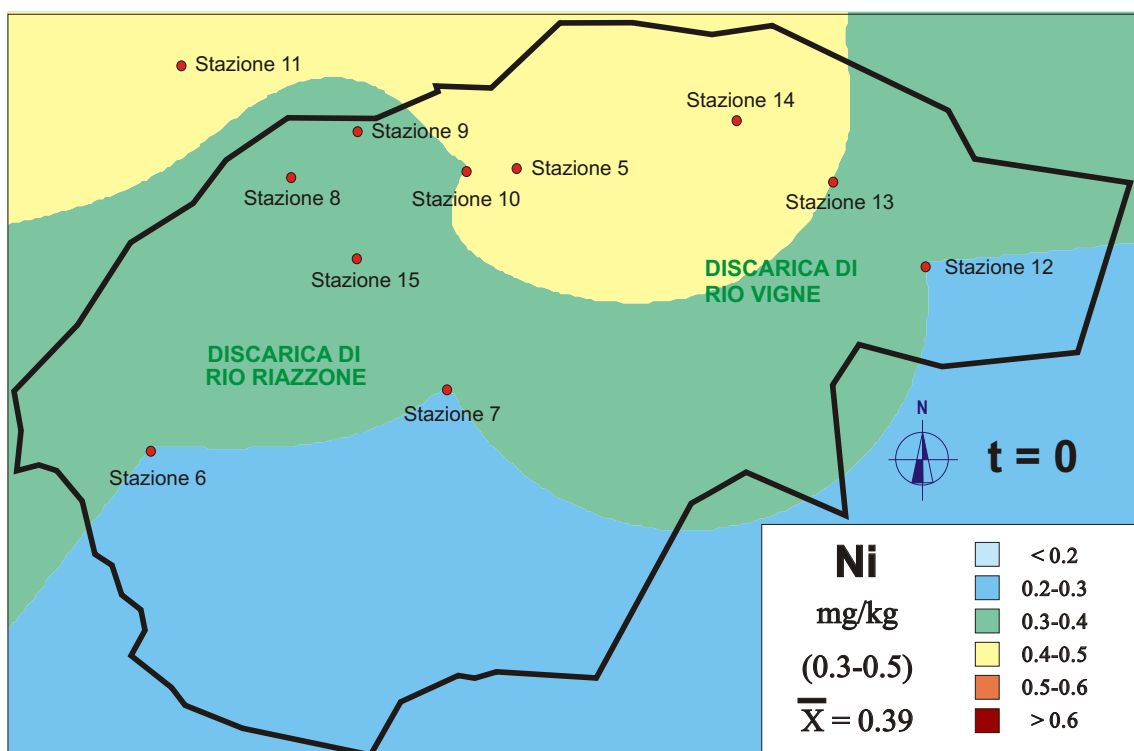 Stazione 11
Stazione 14
Stazione 9
Stazione 5
Stazione 8
Stazione 10
Stazione 13
Stazione 15
DISCARICA DI
RIO VIGNE
Stazione 12
DISCARICA DI
RIO RIAZZONE
Stazione 7
N
t = 0
Stazione 6
Ni
mg/kg
(0.3-0.5)
X = 0.39
< 0.2
0.2-0.3
0.3-0.4
0.4-0.5
0.5-0.6
> 0.6